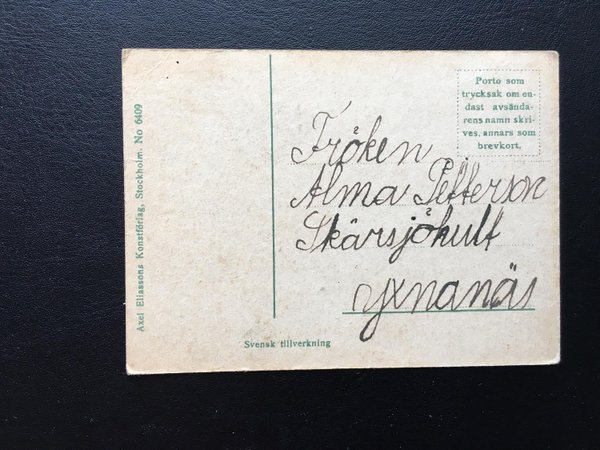 Axel Eliassons Konstförlag, Stockholm. No 6409
Porto som
trycksak om en-
dast avsända-
rens namn skri-
ves, annars som
brevkort.
Fröken
Alma Petterson
Skärsjöhult
Yxnanäs
Svensk tillverkning